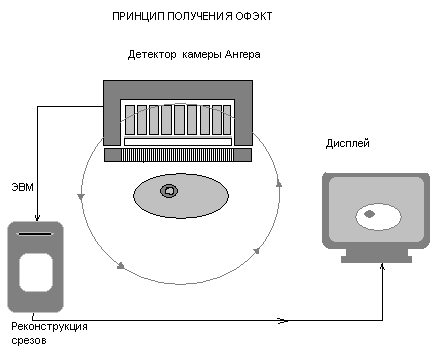 ПРИНЦИП ПОЛУЧЕНИЯ ОФЭКТ
Детектор камеры Ангера
Дисплей
ЭВМ
Реконструкция
срезов